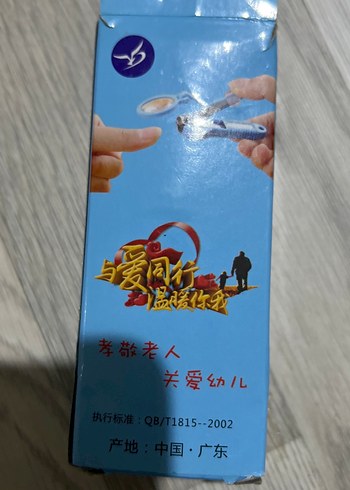 与爱同行
温暖你我
孝敬老人
关爱幼儿
执行标准：QB/T1815--2002
产地：中国·广东